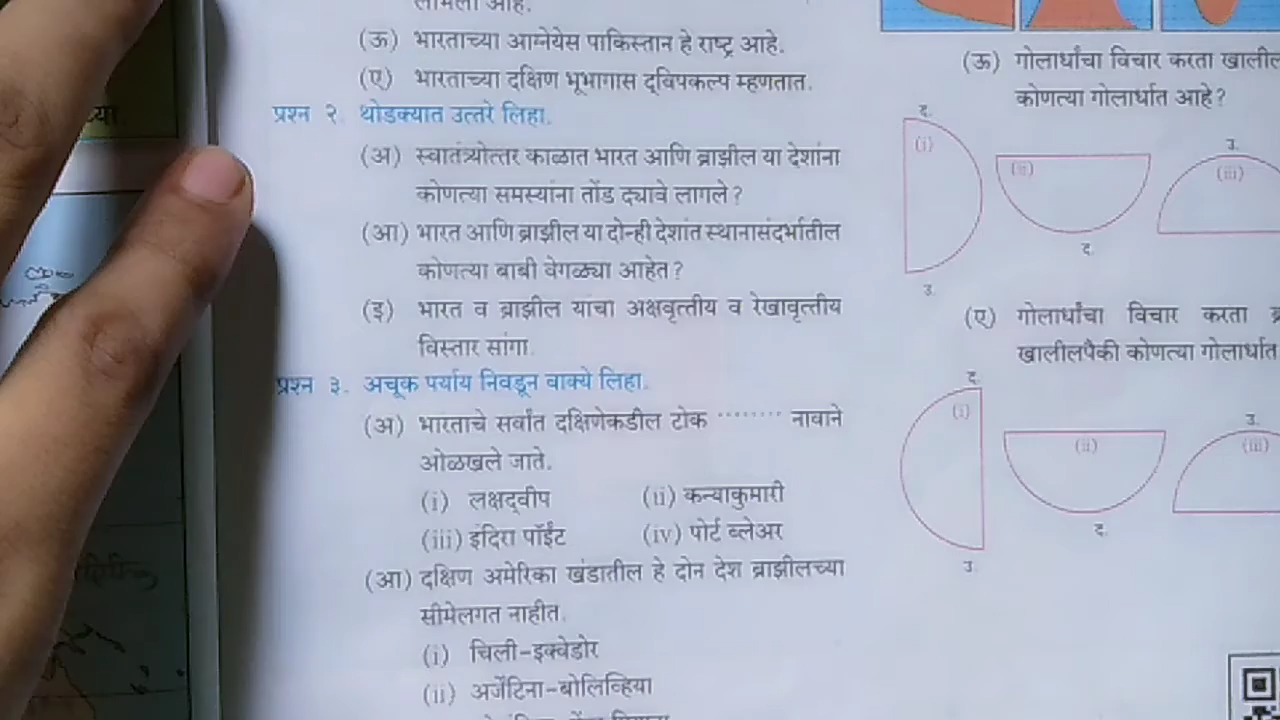 (ऊ) भारताच्या आग्नेयेस पाकिस्तान हे राष्ट्र आहे.
(ए) भारताच्या दक्षिण भूभागास द्विपकल्प म्हणतात.
प्रश्न २. थोडक्यात उत्तरे लिहा.
(अ) स्वातंत्र्योत्तर काळात भारत आणि ब्राझील या देशांना
कोणत्या समस्यांना तोंड द्यावे लागले?
(आ) भारत आणि ब्राझील या दोन्ही देशांत स्थानासंदर्भातील
कोणत्या बाबी वेगळ्या आहेत?
(इ) भारत व ब्राझील यांचा अक्षवृत्तीय व रेखावृत्तीय
विस्तार सांगा.
प्रश्न ३. अचूक पर्याय निवडून वाक्ये लिहा.
(अ) भारताचे सर्वांत दक्षिणेकडील टोक ········ नावाने
ओळखले जाते.
(i) लक्षद्वीप (ii) कन्याकुमारी
(iii) इंदिरा पॉईंट (iv) पोर्ट ब्लेअर
(आ) दक्षिण अमेरिका खंडातील हे दोन देश ब्राझीलच्या
सीमेलगत नाहीत.
(i) चिली-इक्वेडोर
(ii) अर्जेंटिना-बोलिव्हिया
(ऊ) गोलार्धांचा विचार करता खालील
कोणत्या गोलार्धात आहे?
द. उ.
(i) (ii) (iii)
द.
उ.
(ए) गोलार्धांचा विचार करता
खालीलपैकी कोणत्या गोलार्धात
द. उ.
(i) (ii) (iii)
द.
उ.